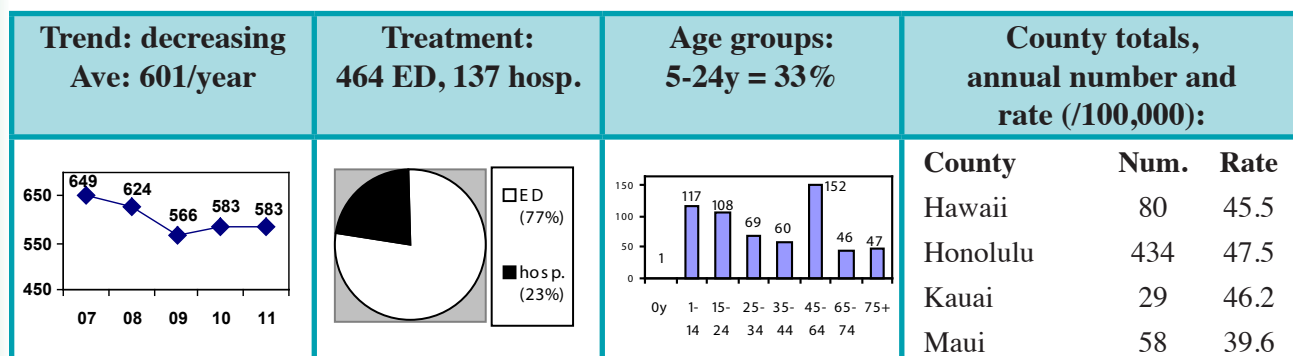 Trend: decreasing
Ave: 601/year
Treatment:
464 ED, 137 hosp.
Age groups:
5-24y = 33%
County totals,
annual number and
rate (/100,000):
649
624
566
583
583
650
550
450
07 08 09 10 11
ED
(77%)
hosp.
(23%)
150
100
50
0
1
117
108
69
60
152
46
47
0y 1- 15- 25- 35- 45- 65- 75+
14 24 34 44 64 74
County Num. Rate
Hawaii 80 45.5
Honolulu 434 47.5
Kauai 29 46.2
Maui 58 39.6